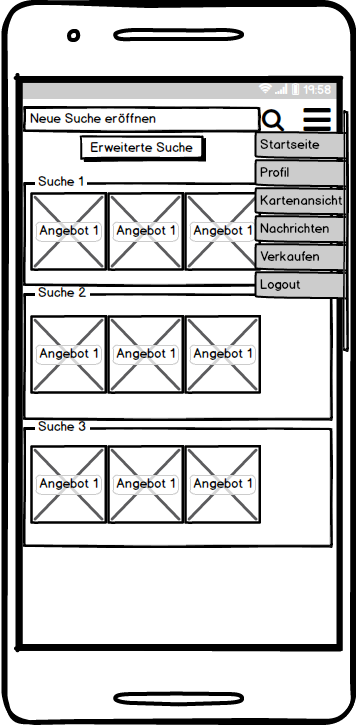 19:58
Neue Suche eröffnen
Erweiterte Suche
Startseite
Profil
Kartenansicht
Nachrichten
Verkaufen
Logout
Suche 1
Angebot 1 Angebot 1 Angebot 1
Suche 2
Angebot 1 Angebot 1 Angebot 1
Suche 3
Angebot 1 Angebot 1 Angebot 1